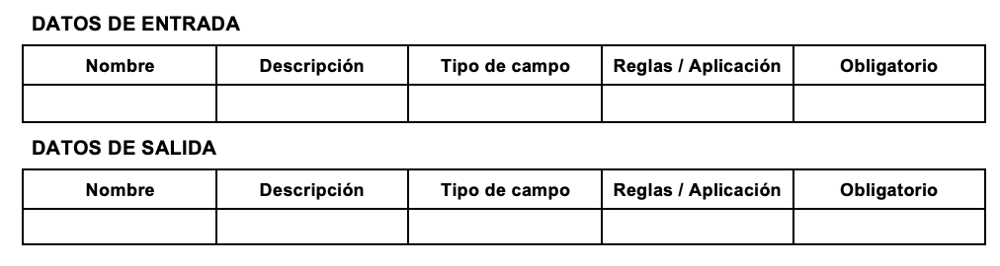 DATOS DE ENTRADA
Nombre Descripción Tipo de campo Reglas / Aplicación Obligatorio
DATOS DE SALIDA
Nombre Descripción Tipo de campo Reglas / Aplicación Obligatorio